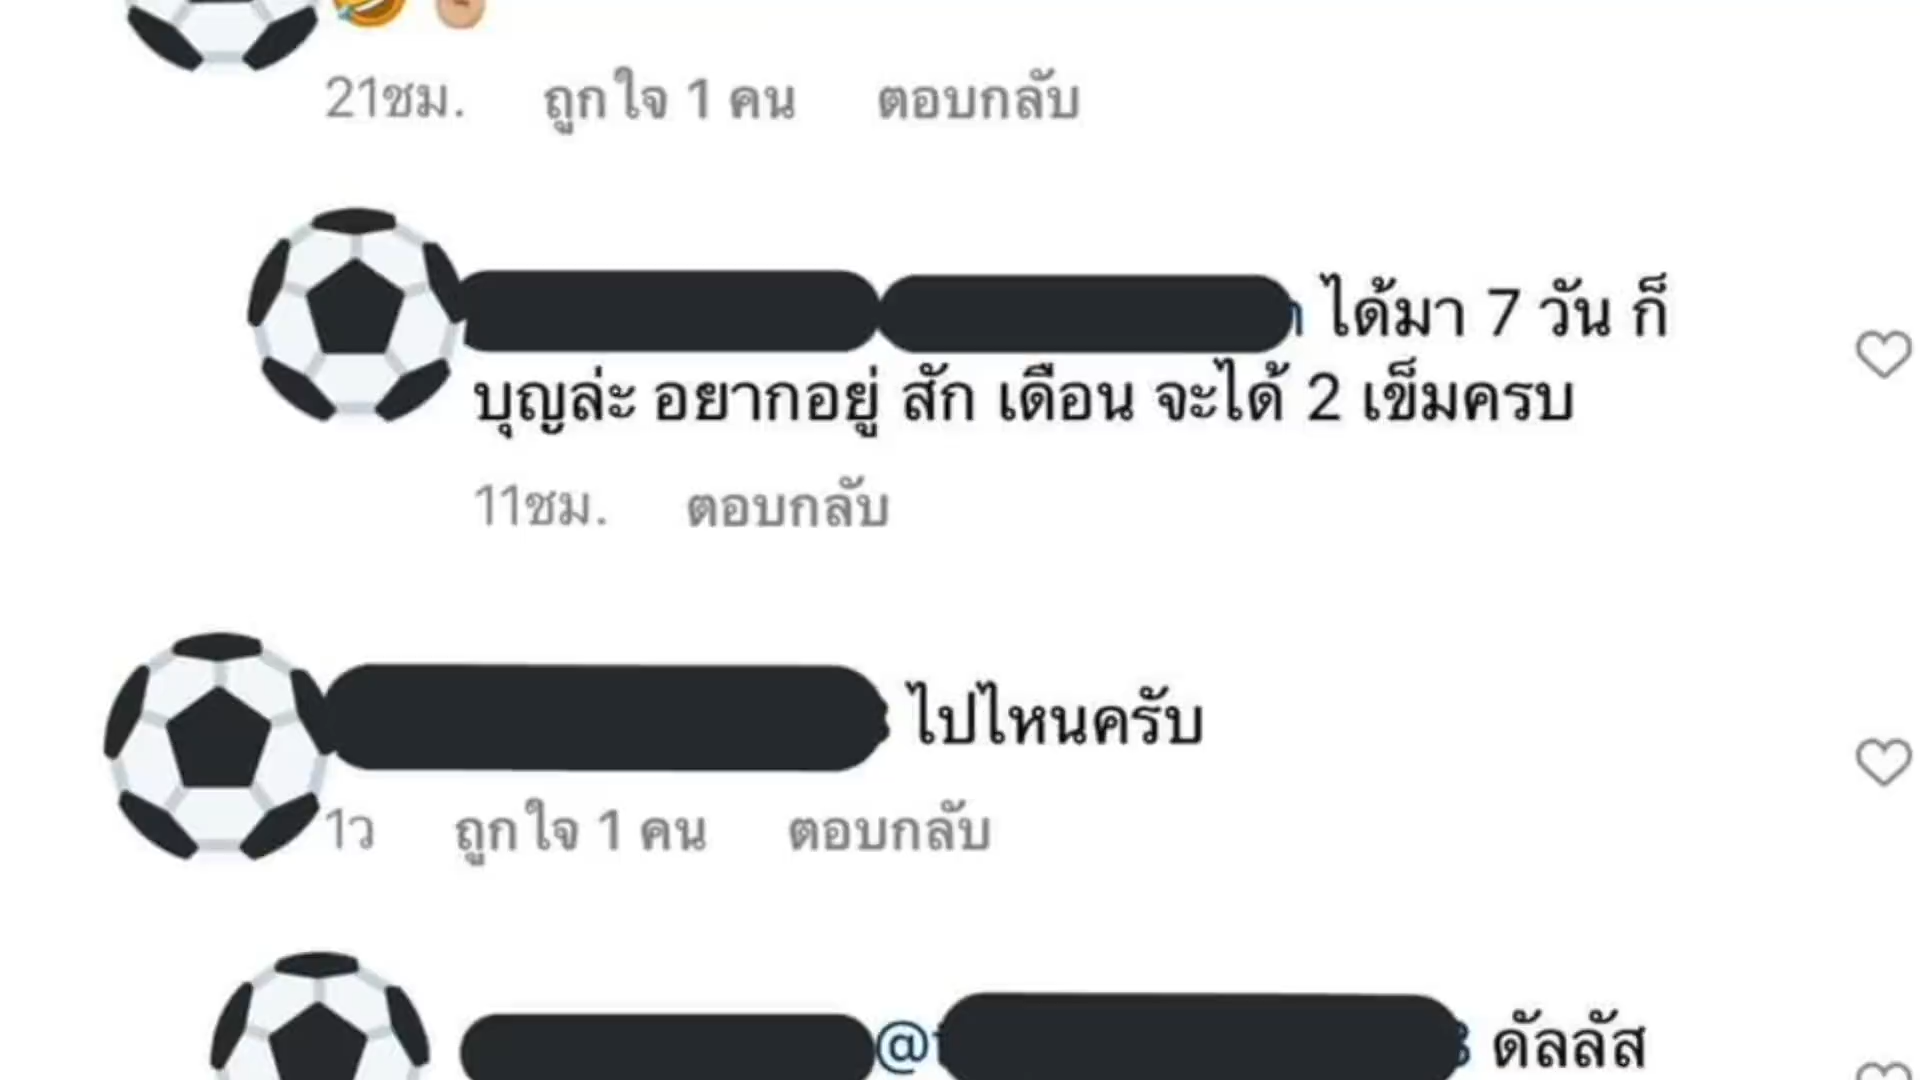 21ชม. ถูกใจ 1 คน ตอบกลับ
ได้มา 7 วัน ก็
บุญล่ะ อยากอยู่ สัก เดือน จะได้ 2 เข็มครบ
11ชม. ตอบกลับ
ไปไหนครับ
1ว ถูกใจ 1 คน ตอบกลับ
@ ดัลลัส